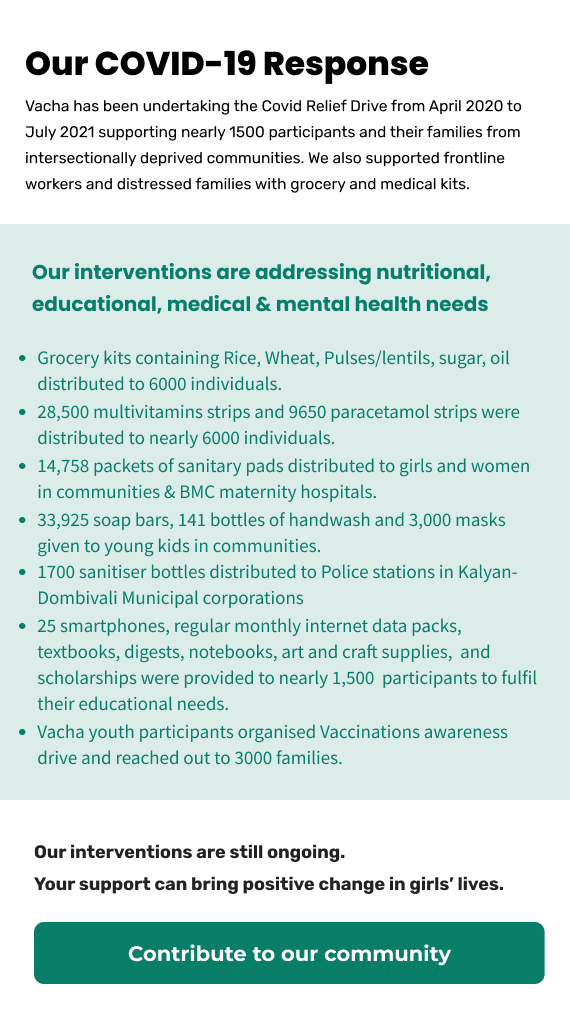 Our COVID-19 Response
Vacha has been undertaking the Covid Relief Drive from April 2020 to
July 2021 supporting nearly 1500 participants and their families from
intersectionally deprived communities. We also supported frontline
workers and distressed families with grocery and medical kits.
Our interventions are addressing nutritional,
educational, medical & mental health needs
• Grocery kits containing Rice, Wheat, Pulses/lentils, sugar, oil
distributed to 6000 individuals.
• 28,500 multivitamins strips and 9650 paracetamol strips were
distributed to nearly 6000 individuals.
• 14,758 packets of sanitary pads distributed to girls and women
in communities & BMC maternity hospitals.
• 33,925 soap bars, 141 bottles of handwash and 3,000 masks
given to young kids in communities.
• 1700 sanitiser bottles distributed to Police stations in Kalyan-
Dombivali Municipal corporations
• 25 smartphones, regular monthly internet data packs,
textbooks, digests, notebooks, art and craft supplies,  and
scholarships were provided to nearly 1,500  participants to fulfil
their educational needs.
• Vacha youth participants organised Vaccinations awareness
drive and reached out to 3000 families.
Our interventions are still ongoing.
Your support can bring positive change in girls’ lives.
Contribute to our community